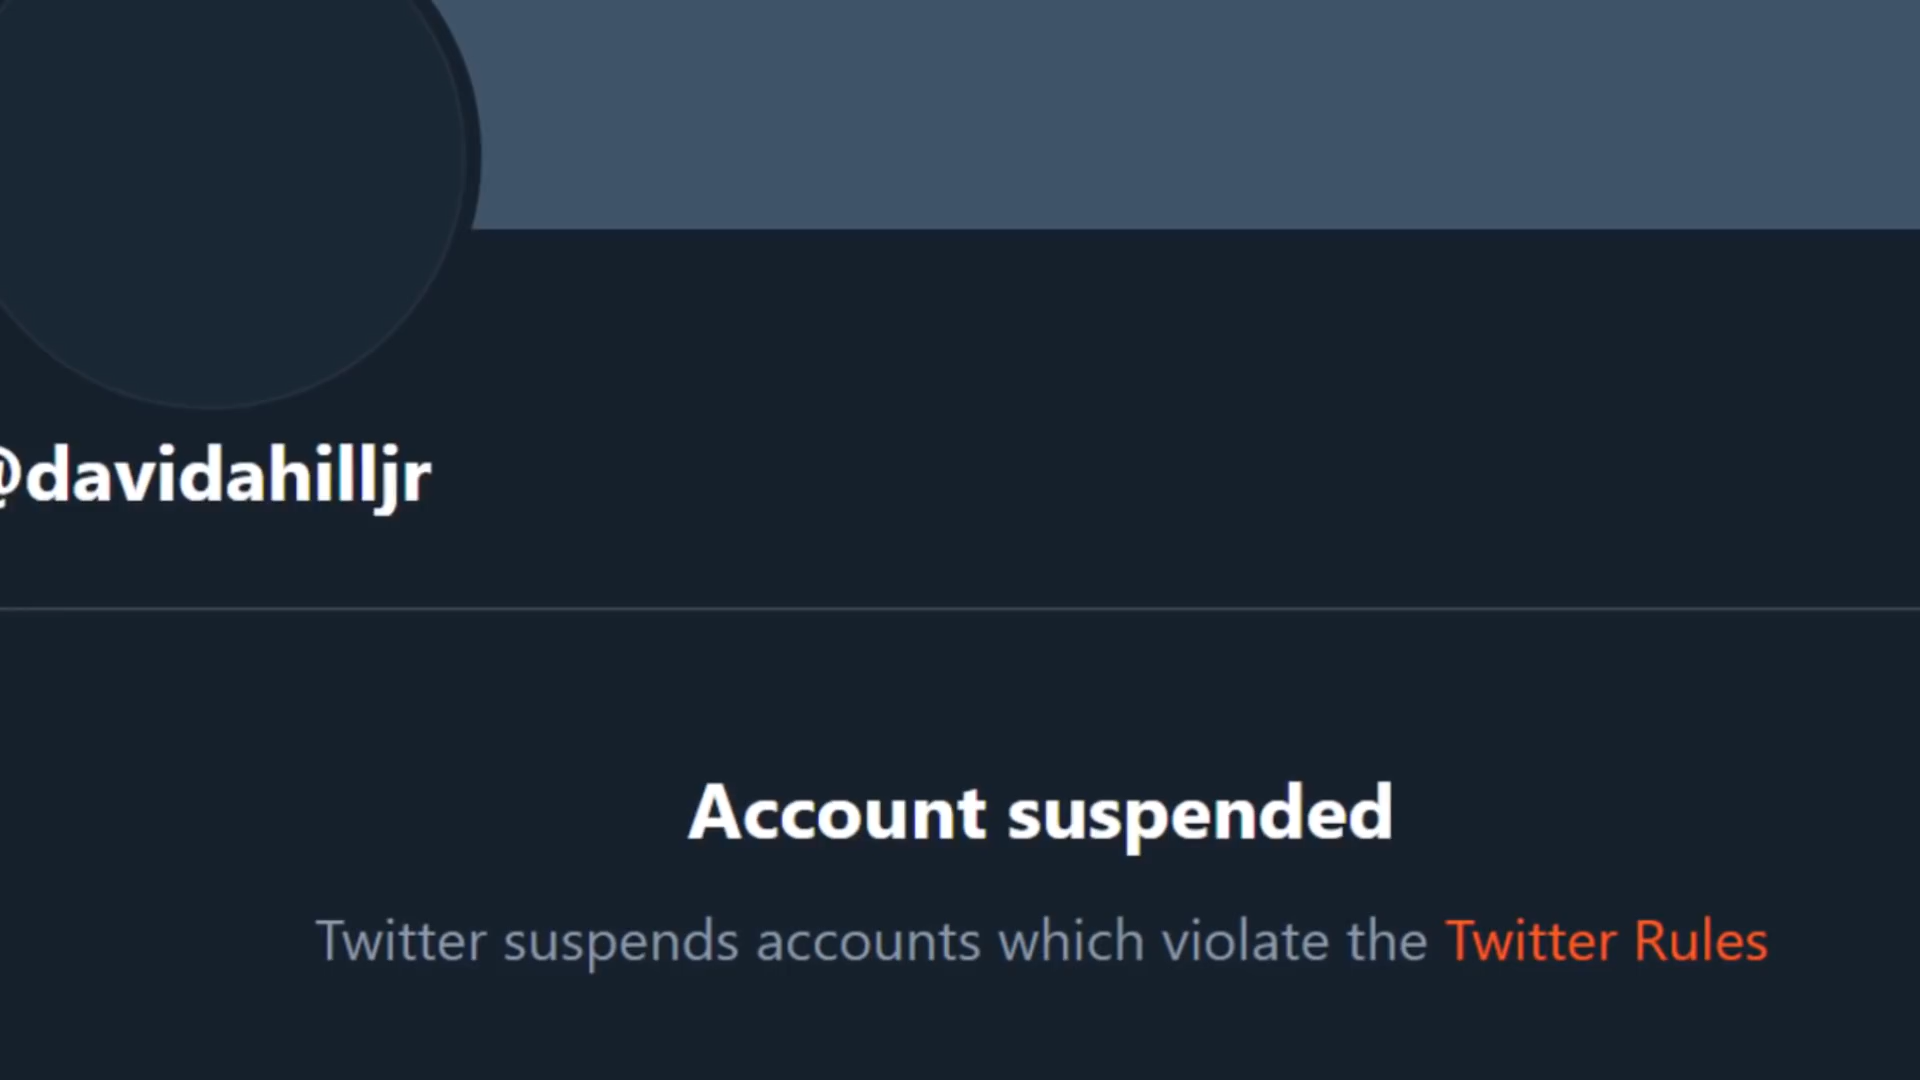 @davidahilljr
Account suspended
Twitter suspends accounts which violate the Twitter Rules